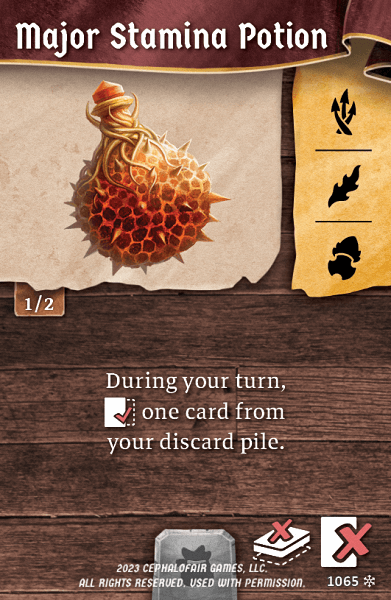 Major Stamina Potion
1/2
During your turn,
one card from
your discard pile.
2023 CEPHALOFAIR GAMES, LLC.
ALL RIGHTS RESERVED. USED WITH PERMISSION.
1065